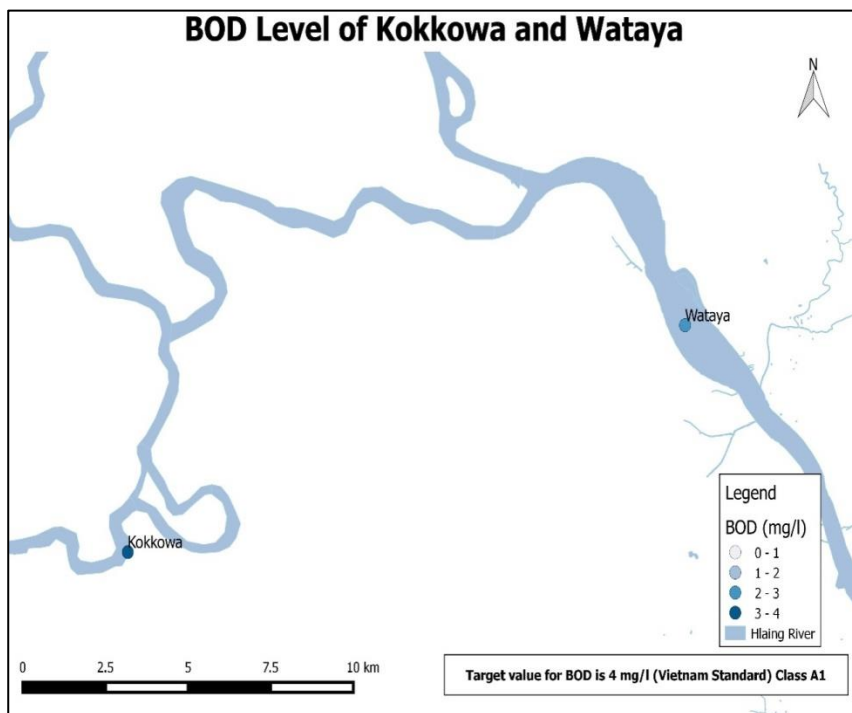 BOD Level of Kokkowa and Wataya
N
Wataya
Kokkowa
Legend
BOD (mg/l)
0 - 1
1 - 2
2 - 3
3 - 4
Hlaing River
0 2.5 5 7.5 10 km
Target value for BOD is 4 mg/l (Vietnam Standard) Class A1